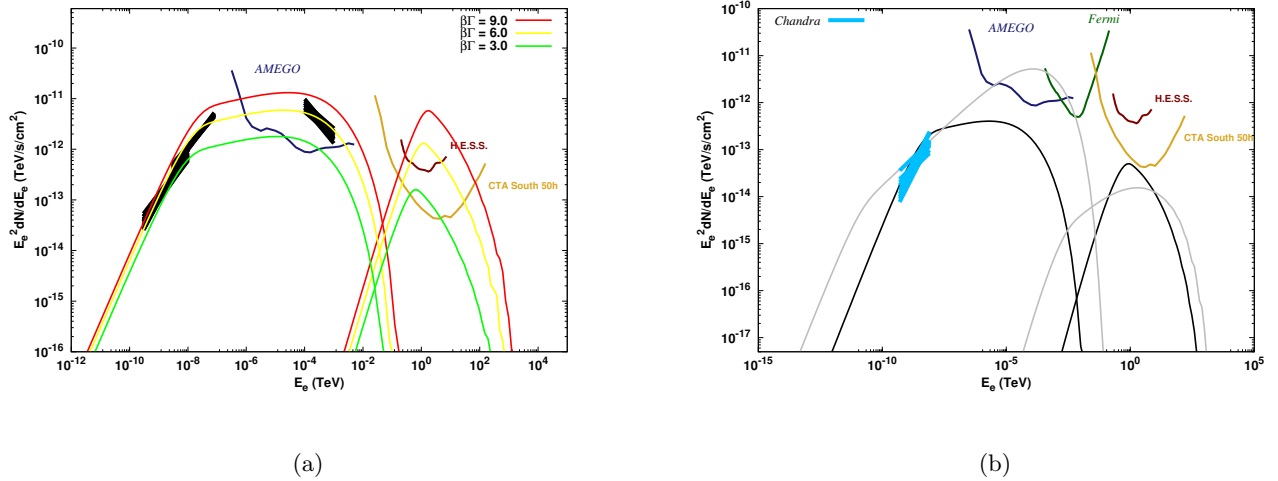 βΓ = 9.0
βΓ = 6.0
βΓ = 3.0
AMEGO
H.E.S.S.
CTA South 50h
10^-10
10^-11
10^-12
10^-13
10^-14
10^-15
10^-16
10^-12 10^-10 10^-8 10^-6 10^-4 10^-2 10^0 10^2 10^4
E_e^2 dN/dE_e (TeV/s/cm^2)
E_e (TeV)
(a)
Chandra
AMEGO
Fermi
H.E.S.S.
CTA South 50h
10^-10
10^-11
10^-12
10^-13
10^-14
10^-15
10^-16
10^-17
10^-15 10^-10 10^-5 10^0 10^5
E_e^2 dN/dE_e (TeV/s/cm^2)
E_e (TeV)
(b)